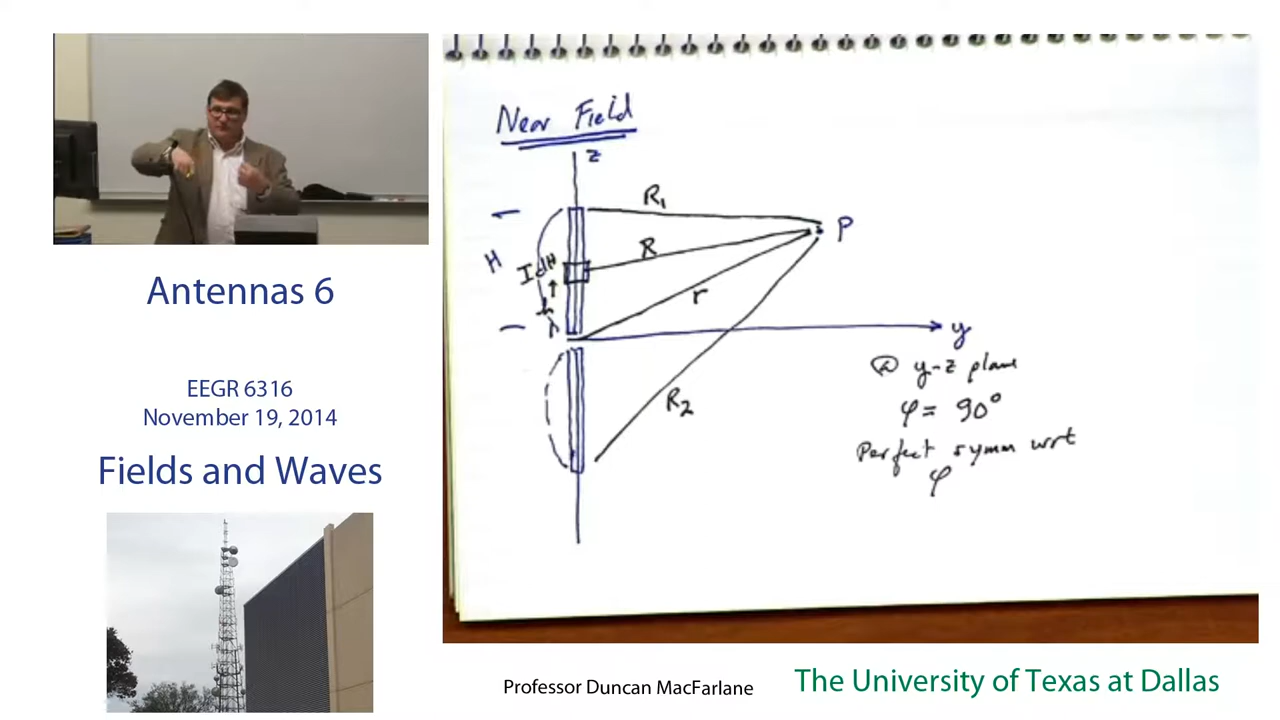 Antennas 6
EEGR 6316
November 19, 2014
Fields and Waves
Near Field
z
R₁
P
R
H
I dH
h
r
y
@ y-z plane
φ = 90°
R₂
Perfect symm wrt
φ
Professor Duncan MacFarlane
The University of Texas at Dallas